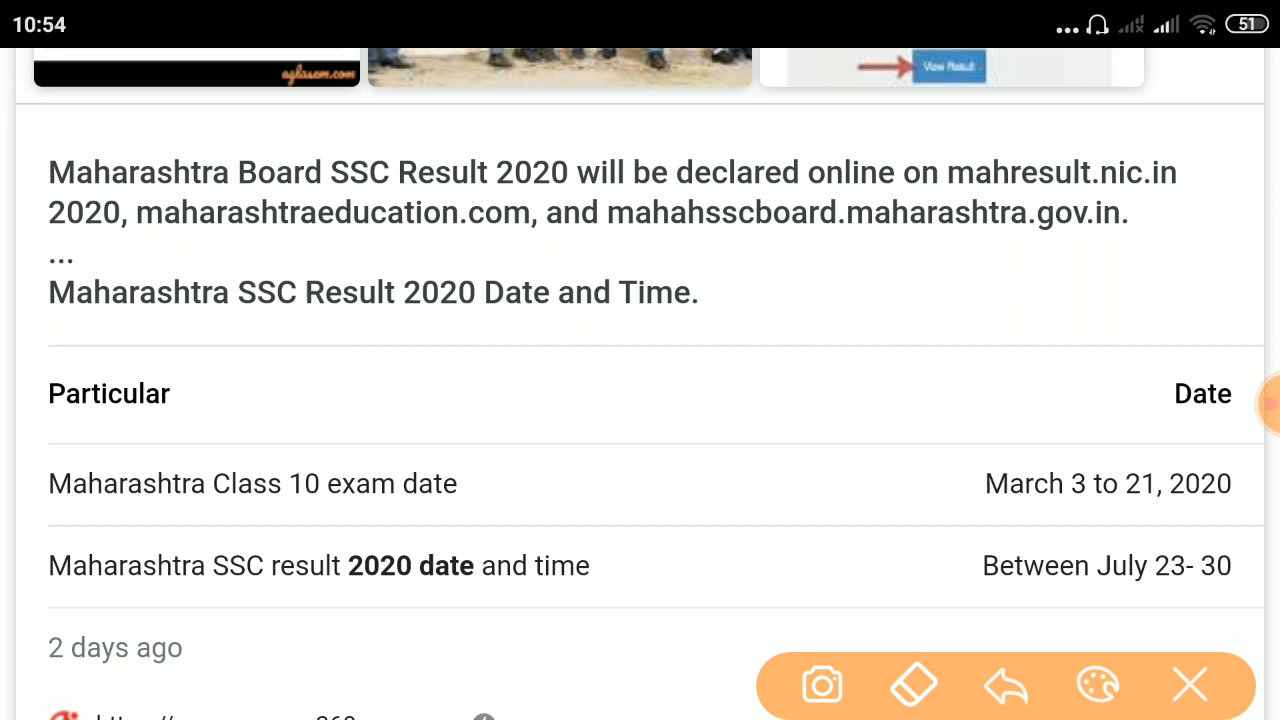 10:54
51
aglasem.com
View Result
Maharashtra Board SSC Result 2020 will be declared online on mahresult.nic.in
2020, maharashtraeducation.com, and mahahsscboard.maharashtra.gov.in.
...
Maharashtra SSC Result 2020 Date and Time.
Particular Date
Maharashtra Class 10 exam date March 3 to 21, 2020
Maharashtra SSC result 2020 date and time Between July 23- 30
2 days ago